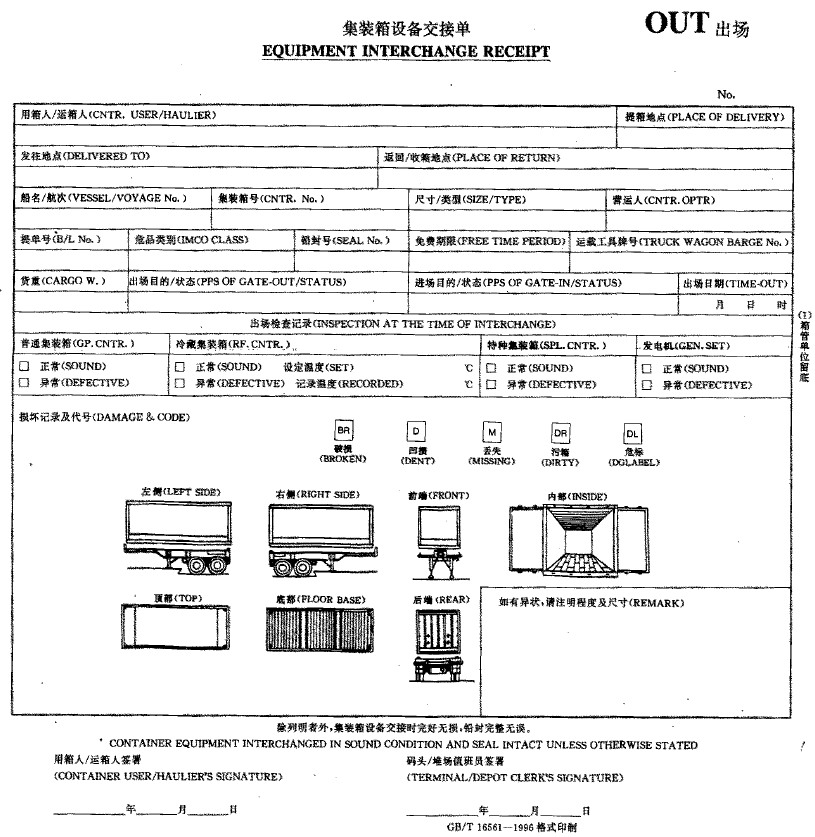 集装箱设备交接单
OUT 出场
EQUIPMENT INTERCHANGE RECEIPT
No.
用箱人/运箱人(CNTR. USER/HAULIER)
提箱地点(PLACE OF DELIVERY)
发往地点(DELIVERED TO)
返回/收箱地点(PLACE OF RETURN)
船名/航次(VESSEL/VOYAGE No.)
集装箱号(CNTR. No.)
尺寸/类型(SIZE/TYPE)
营运人(CNTR. OPTR)
提单号(B/L No.)
危品类别(IMCO CLASS)
铅封号(SEAL No.)
免费期限(FREE TIME PERIOD)
运载工具牌号(TRUCK WAGON BARGE No.)
货重(CARGO W.)
出场目的/状态(PPS OF GATE-OUT/STATUS)
进场目的/状态(PPS OF GATE-IN/STATUS)
出场日期(TIME-OUT)
月 日 时
出场检查记录(INSPECTION AT THE TIME OF INTERCHANGE)
普通集装箱(GP. CNTR.)
冷藏集装箱(RF. CNTR.)
特种集装箱(SPL. CNTR.)
发电机(GEN. SET)
□ 正常(SOUND)
□ 正常(SOUND) 设定温度(SET) ℃
□ 正常(SOUND)
□ 正常(SOUND)
□ 异常(DEFECTIVE)
□ 异常(DEFECTIVE) 记录温度(RECORDED) ℃
□ 异常(DEFECTIVE)
□ 异常(DEFECTIVE)
(1)箱管单位留底
损坏记录及代号(DAMAGE & CODE)
BR D M DR DL
破损 凹损 丢失 污箱 危标
(BROKEN) (DENT) (MISSING) (DIRTY) (DGLABEL)
左侧(LEFT SIDE) 右侧(RIGHT SIDE) 前端(FRONT) 内部(INSIDE)
顶部(TOP) 底部(FLOOR BASE) 后端(REAR)
如有异状,请注明程度及尺寸(REMARK)
除列明者外,集装箱设备交接时完好无损,铅封完整无误。
CONTAINER EQUIPMENT INTERCHANGED IN SOUND CONDITION AND SEAL INTACT UNLESS OTHERWISE STATED
用箱人/运箱人签署
码头/堆场值班员签署
(CONTAINER USER/HAULIER'S SIGNATURE)
(TERMINAL/DEPOT CLERK'S SIGNATURE)
年 月 日
年 月 日
GB/T 16561—1996 格式印制